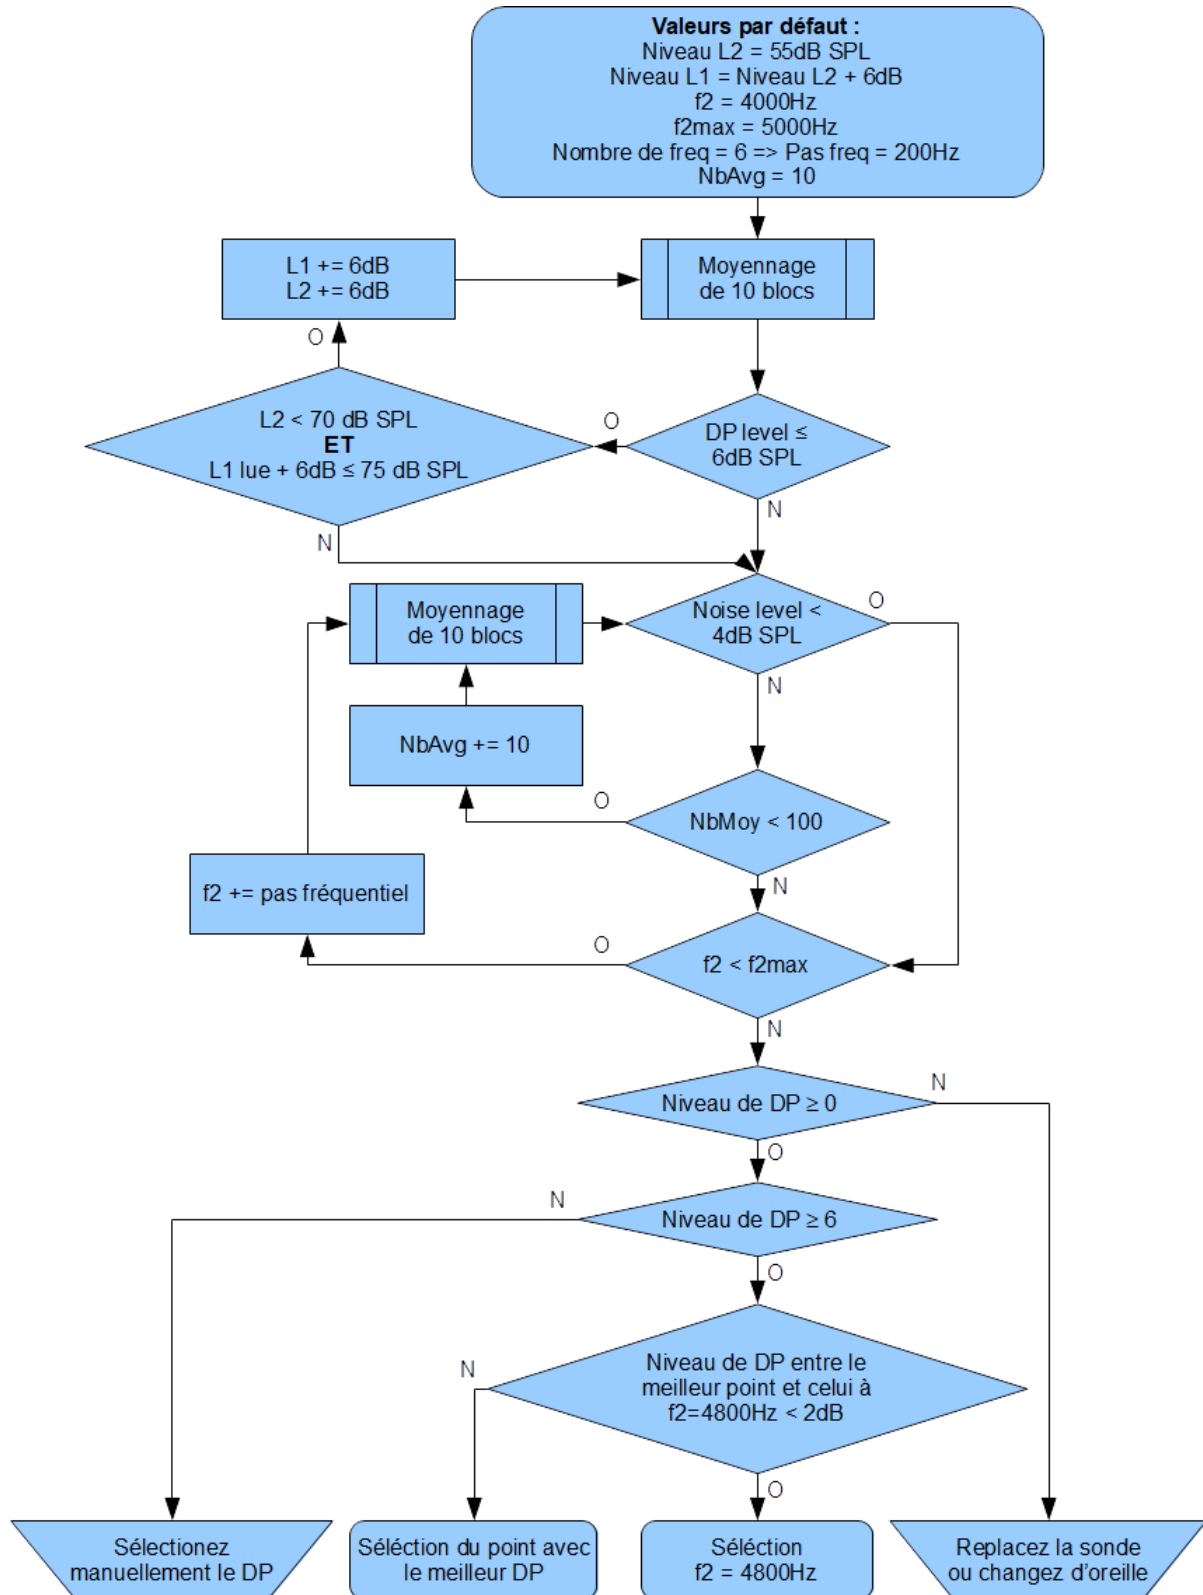 Valeurs par défaut :
Niveau L2 = 55dB SPL
Niveau L1 = Niveau L2 + 6dB
f2 = 4000Hz
f2max = 5000Hz
Nombre de freq = 6 => Pas freq = 200Hz
NbAvg = 10
L1 += 6dB
L2 += 6dB
Moyennage
de 10 blocs
O
L2 < 70 dB SPL
ET
L1 lue + 6dB ≤ 75 dB SPL
O
DP level ≤
6dB SPL
N
N
Moyennage
de 10 blocs
Noise level <
4dB SPL
O
N
NbAvg += 10
O
NbMoy < 100
N
f2 += pas fréquentiel
O
f2 < f2max
N
Niveau de DP ≥ 0
N
O
N
Niveau de DP ≥ 6
O
Niveau de DP entre le
meilleur point et celui à
f2=4800Hz < 2dB
N
O
Sélectionez
manuellement le DP
Séléction du point avec
le meilleur DP
Séléction
f2 = 4800Hz
Replacez la sonde
ou changez d'oreille